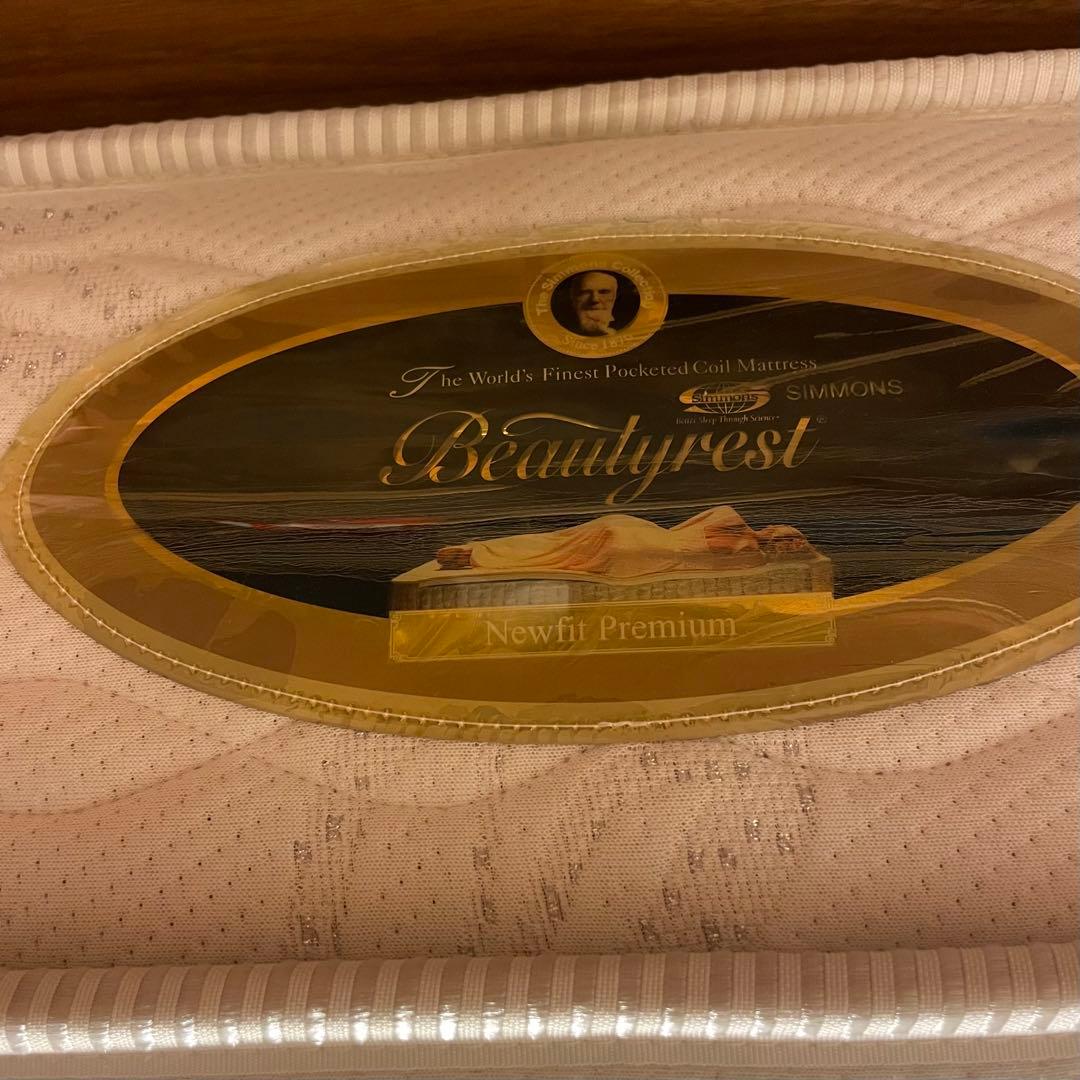 The Simmons Collection
Since 1870
The World's Finest Pocketed Coil Mattress
Simmons SIMMONS
Better Sleep Through Science
Beautyrest ®
Newfit Premium